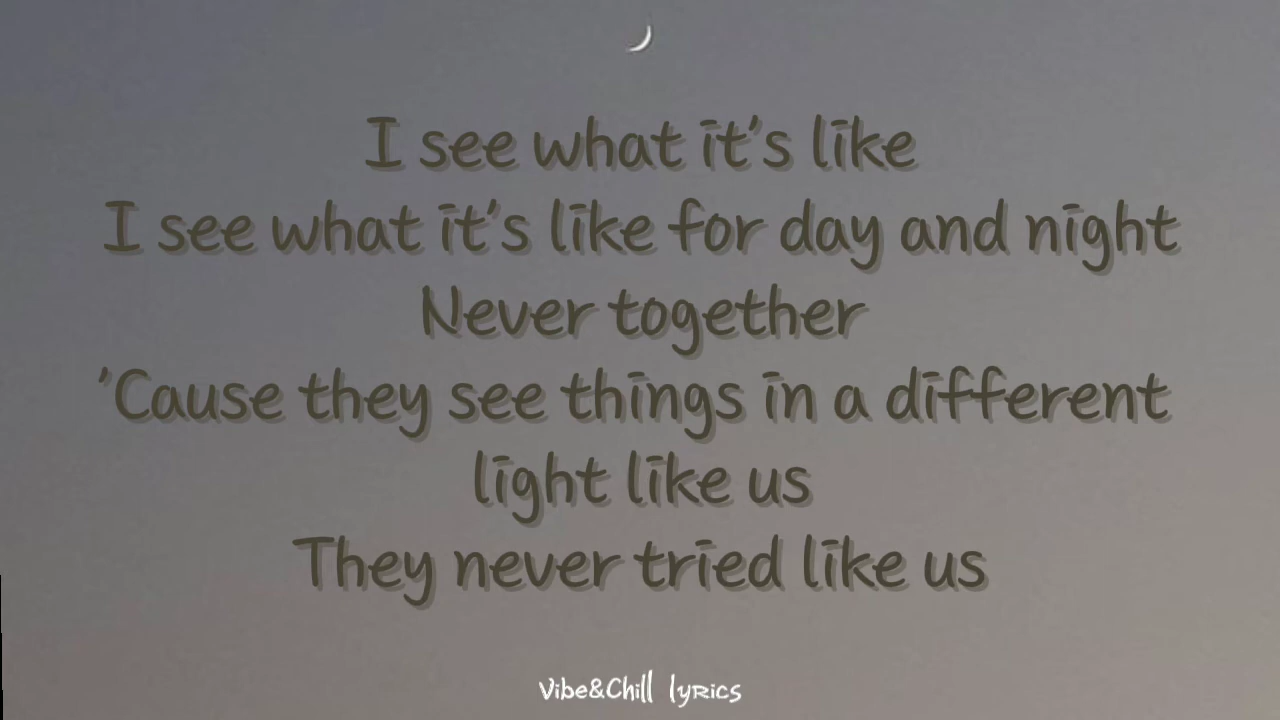 I see what it's like
I see what it's like for day and night
Never together
'Cause they see things in a different
light like us
They never tried like us
Vibe&Chill lyrics